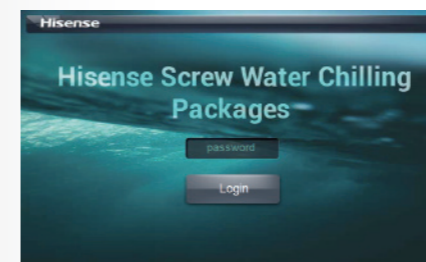 Hisense
Hisense Screw Water Chilling
Packages
password
Login